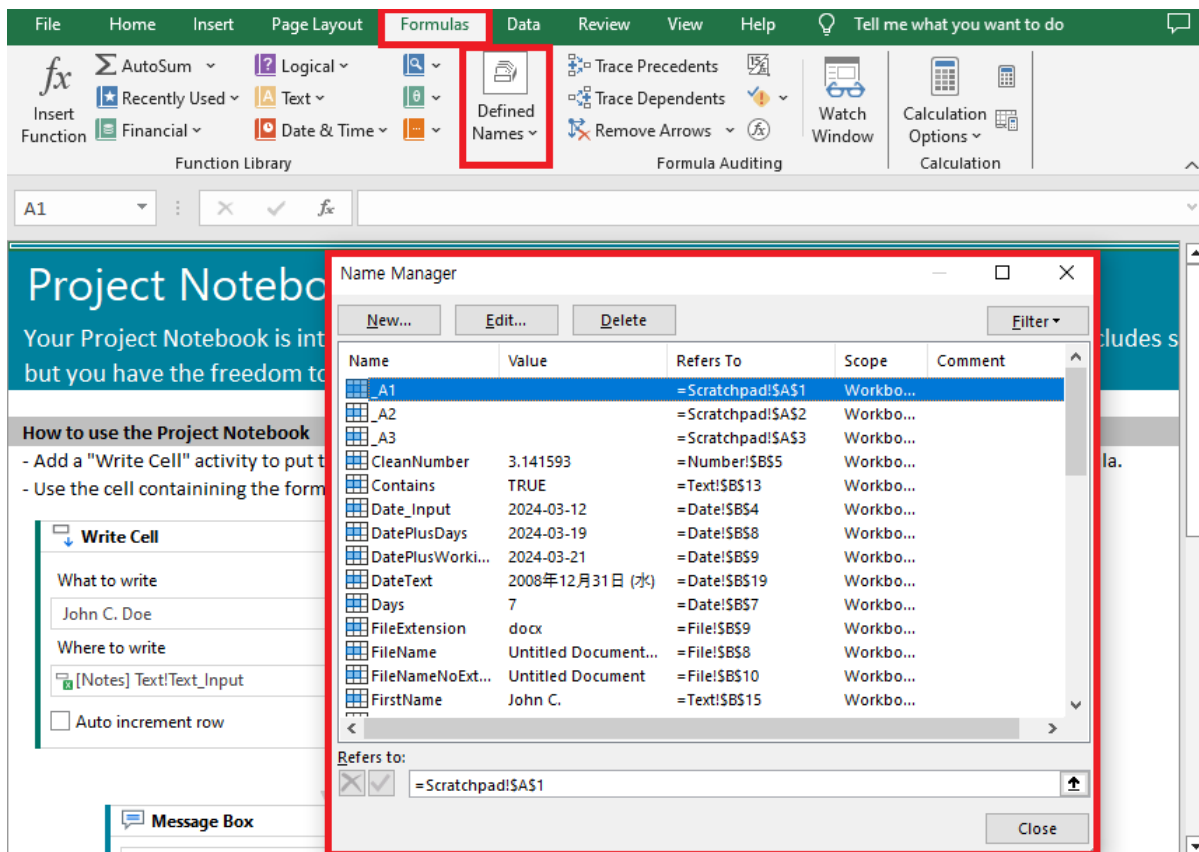 File Home Insert Page Layout Formulas Data Review View Help Tell me what you want to do
fx Insert Function
AutoSum
Recently Used
Financial
Logical
Text
Date & Time
Function Library
Defined Names
Trace Precedents
Trace Dependents
Remove Arrows
Formula Auditing
Watch Window
Calculation Options
Calculation
A1
fx
Project Notebo
Your Project Notebook is int
cludes s
but you have the freedom to
How to use the Project Notebook
- Add a "Write Cell" activity to put t
la.
- Use the cell containining the form
Write Cell
What to write
John C. Doe
Where to write
[Notes] Text!Text_Input
Auto increment row
Message Box
Name Manager
New... Edit... Delete Filter
Name Value Refers To Scope Comment
_A1 =Scratchpad!$A$1 Workbo...
_A2 =Scratchpad!$A$2 Workbo...
_A3 =Scratchpad!$A$3 Workbo...
CleanNumber 3.141593 =Number!$B$5 Workbo...
Contains TRUE =Text!$B$13 Workbo...
Date_Input 2024-03-12 =Date!$B$4 Workbo...
DatePlusDays 2024-03-19 =Date!$B$8 Workbo...
DatePlusWorki... 2024-03-21 =Date!$B$9 Workbo...
DateText 2008年12月31日 (水) =Date!$B$19 Workbo...
Days 7 =Date!$B$7 Workbo...
FileExtension docx =File!$B$9 Workbo...
FileName Untitled Document... =File!$B$8 Workbo...
FileNameNoExt... Untitled Document =File!$B$10 Workbo...
FirstName John C. =Text!$B$15 Workbo...
Refers to:
=Scratchpad!$A$1
Close